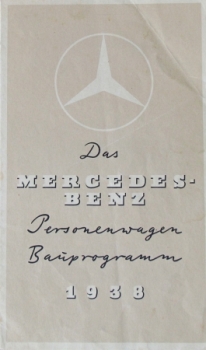 Das
MERCEDES-
BENZ
Personenwagen
Bauprogramm
1938